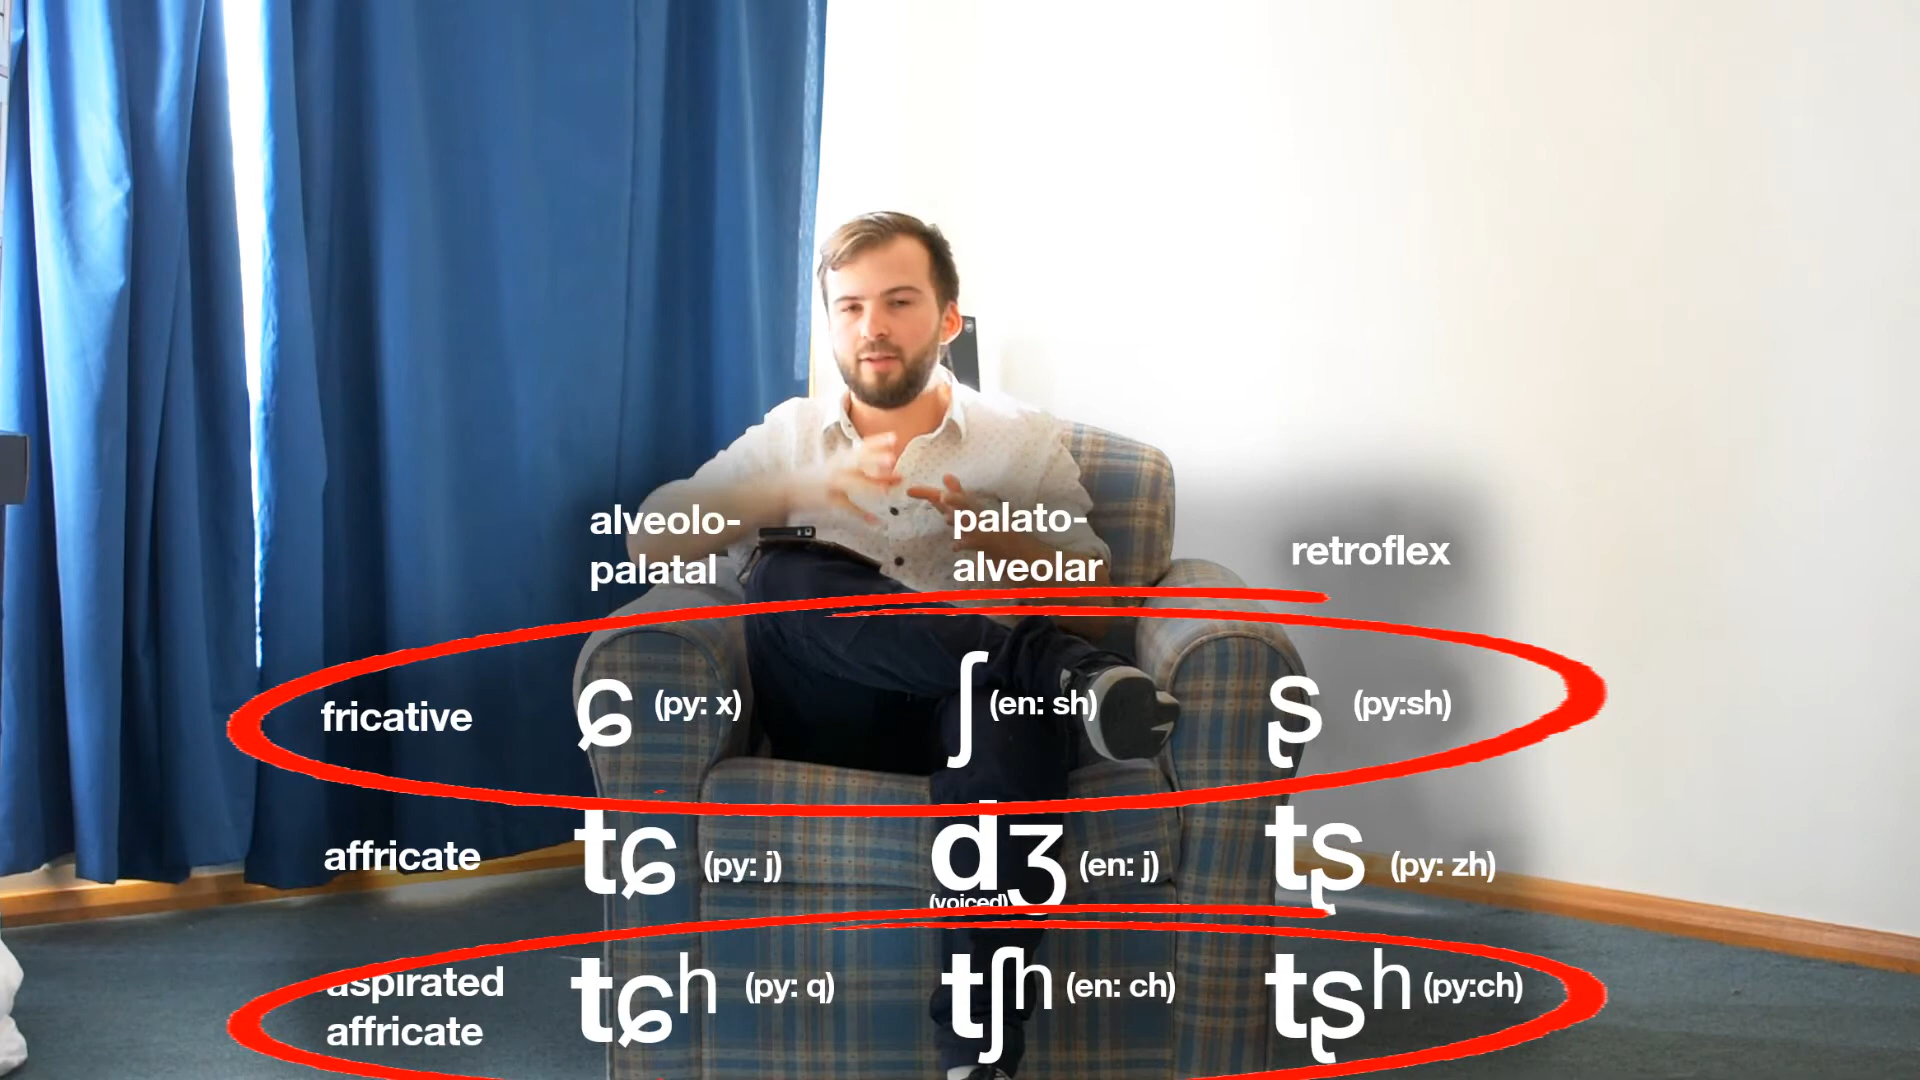 alveolo-
palatal
palato-
alveolar
retroflex
fricative ɕ (py: x) ʃ (en: sh) ʂ (py:sh)
affricate tɕ (py: j) dʒ (en: j) tʂ (py: zh)
(voiced)
aspirated
affricate tɕh (py: q) tʃh (en: ch) tʂh (py:ch)